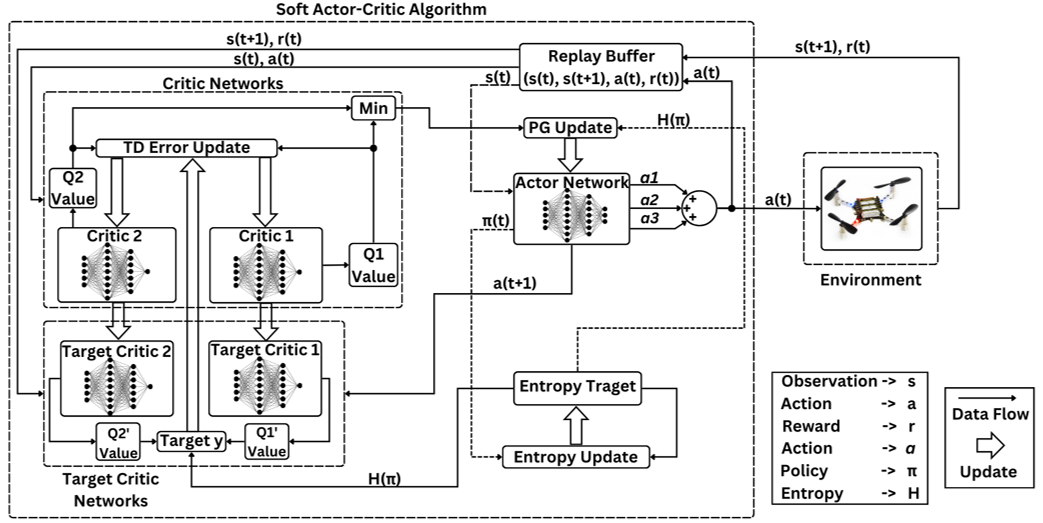 Soft Actor-Critic Algorithm
s(t+1), r(t)
s(t), a(t)
Critic Networks
Replay Buffer
(s(t), s(t+1), a(t), r(t))
s(t)
a(t)
s(t+1), r(t)
Min
PG Update
H(π)
TD Error Update
Q2
Value
Actor Network
a1
a2
a3
+
+
+
π(t)
a(t)
Critic 2
Critic 1
Q1
Value
a(t+1)
Environment
Target Critic 2
Target Critic 1
Q2'
Value
Target y
Q1'
Value
Entropy Traget
Entropy Update
H(π)
Target Critic
Networks
Observation -> s
Action -> a
Reward -> r
Action -> a
Policy -> π
Entropy -> H
Data Flow
Update